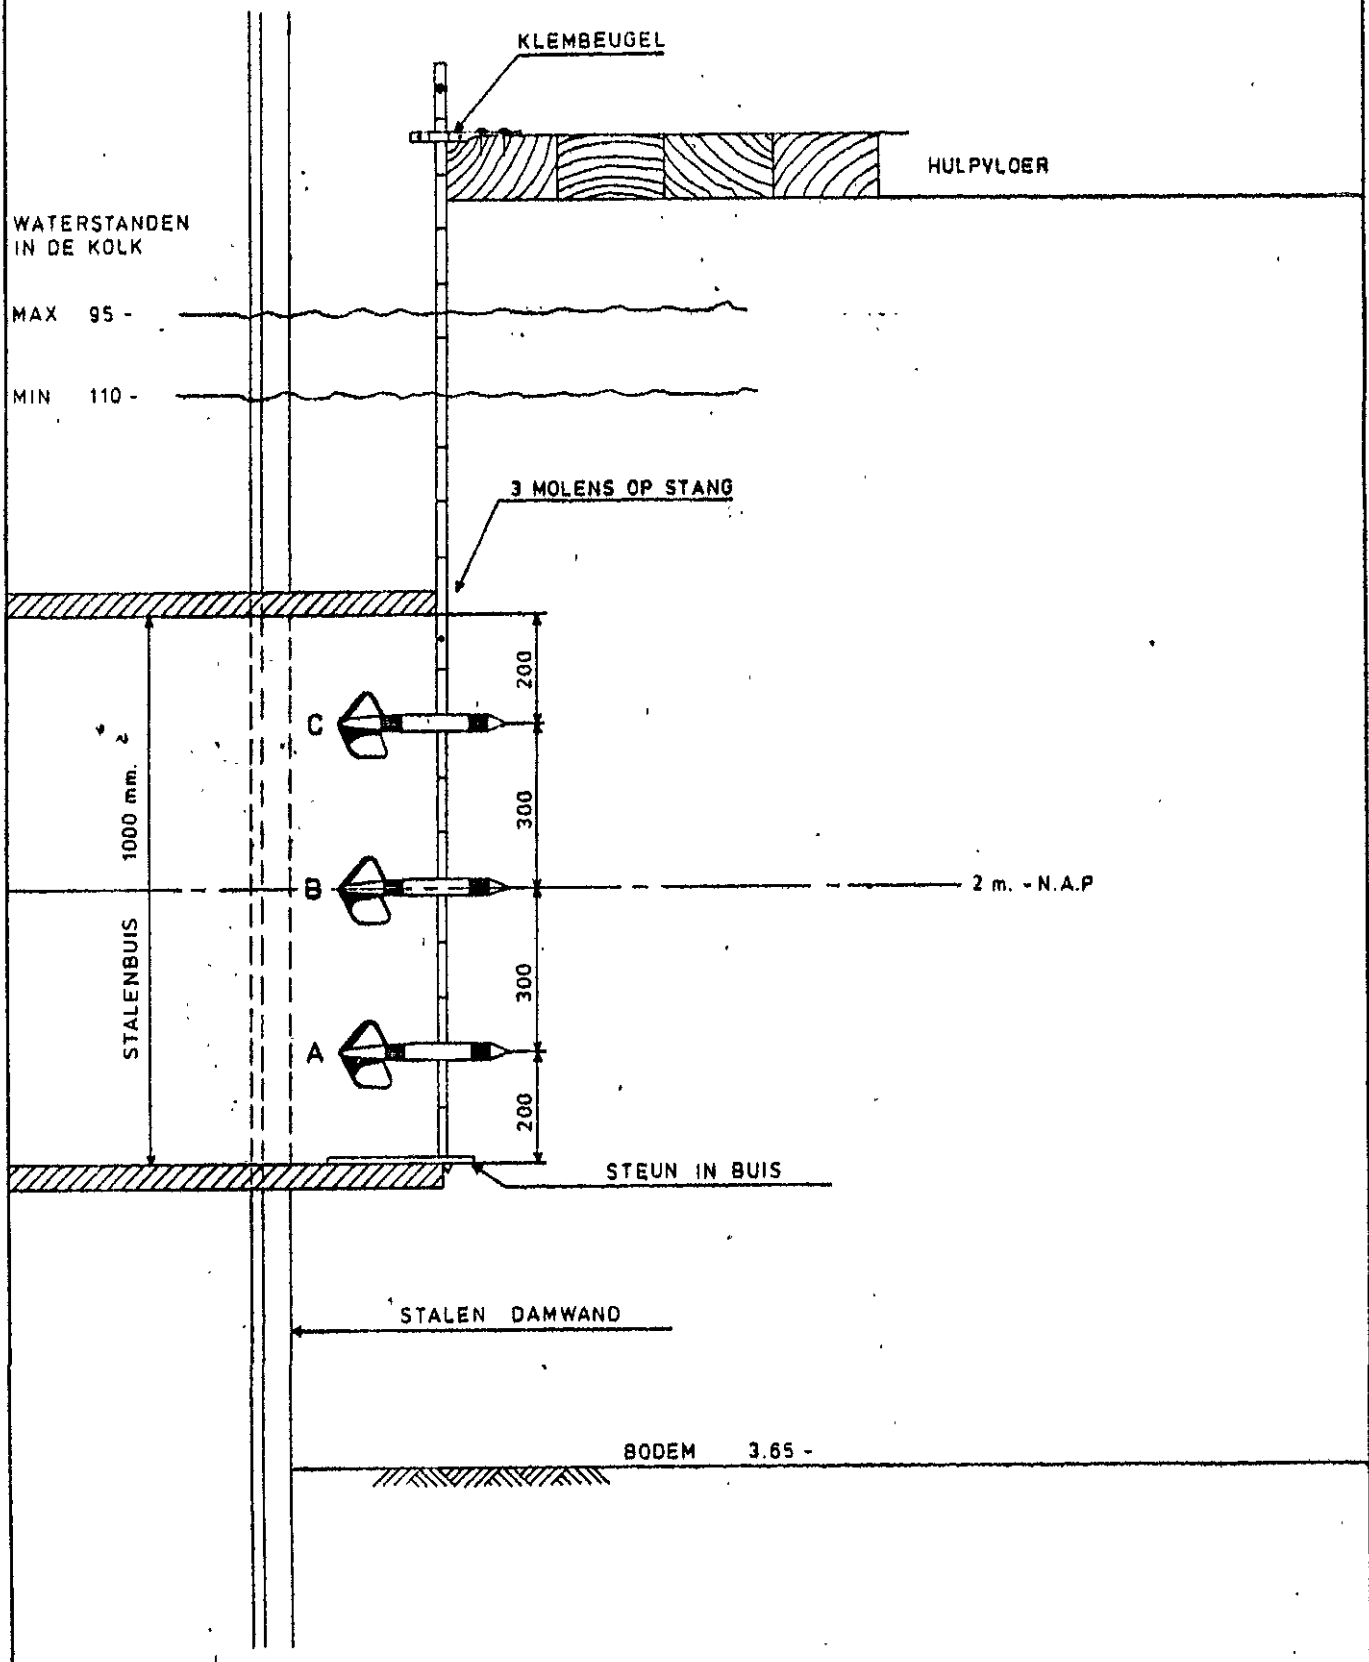 KLEMBEUGEL
HULPVLOER
WATERSTANDEN
IN DE KOLK
MAX 95 -
MIN 110 -
3 MOLENS OP STANG
200
C
300
1000 mm.
STALENBUIS
B
2 m. - N.A.P
300
A
200
STEUN IN BUIS
STALEN DAMWAND
BODEM 3.65 -